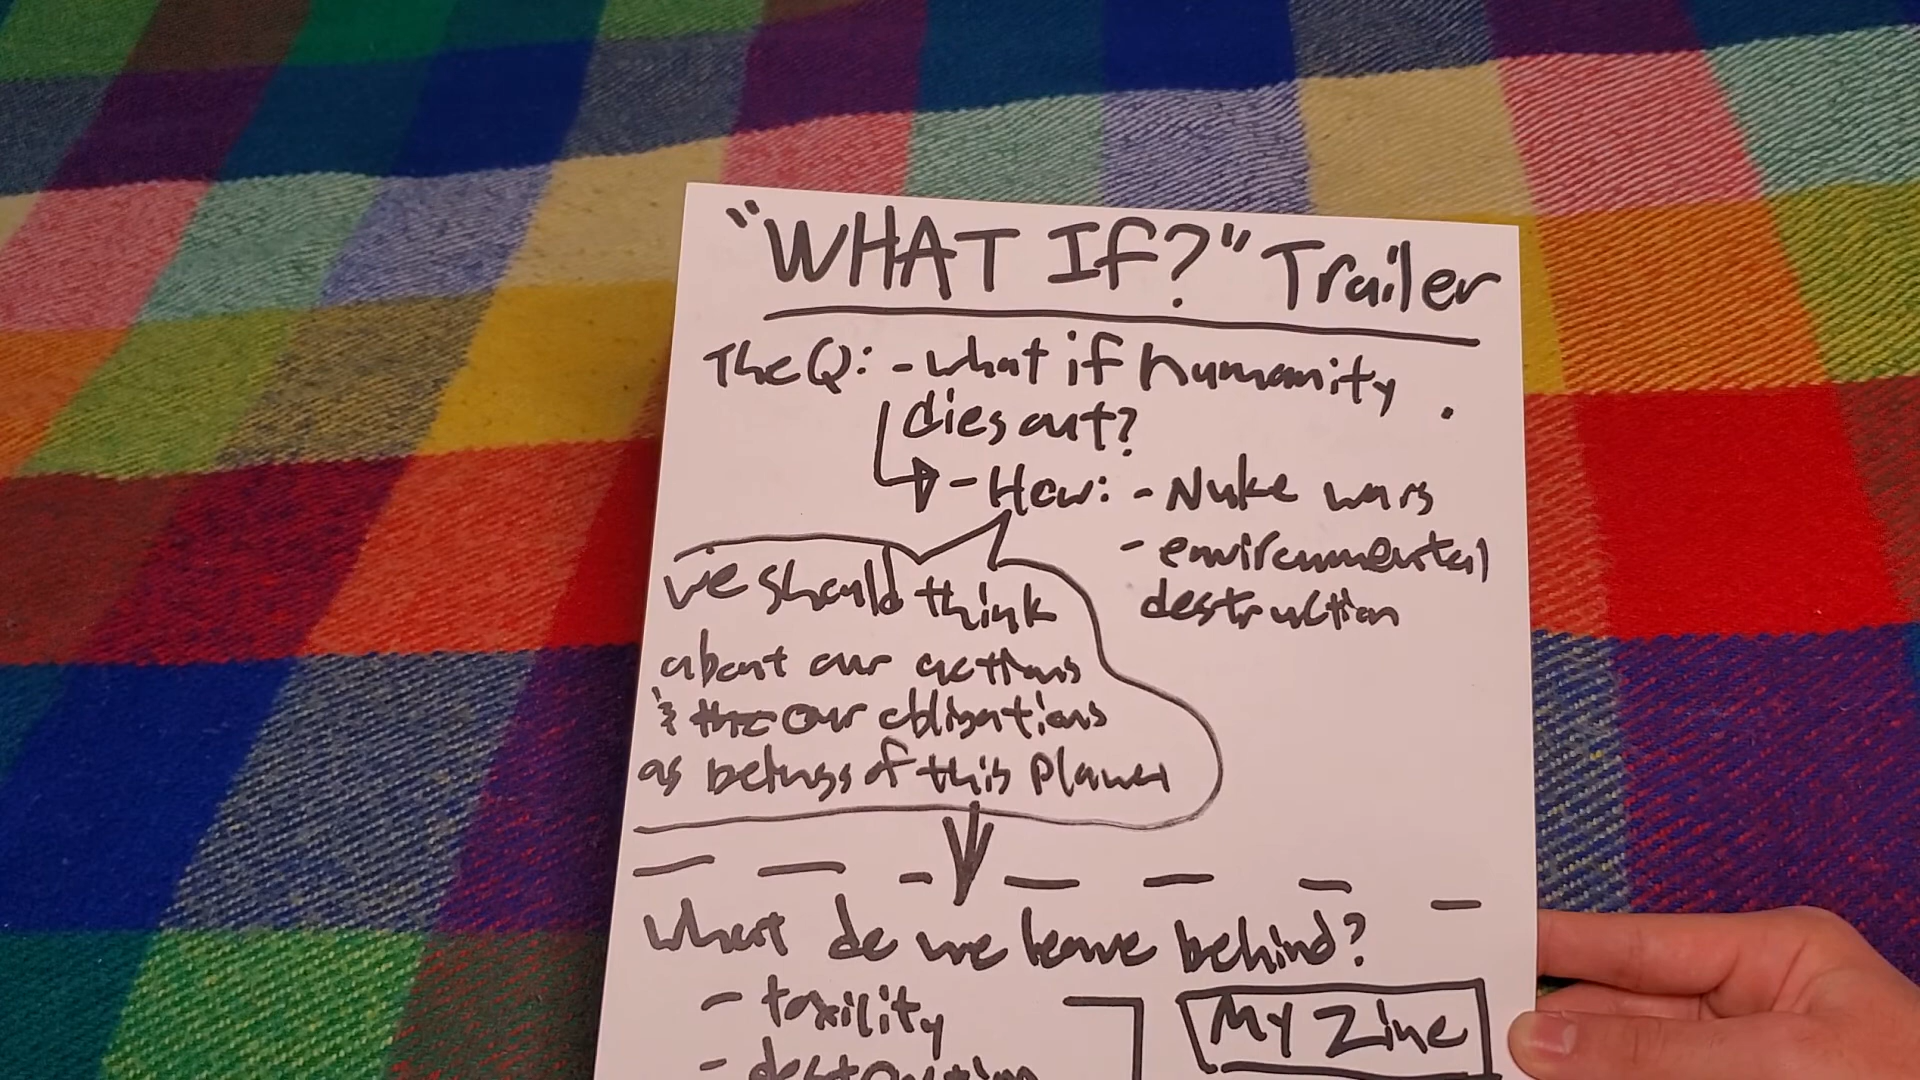 "WHAT IF?" Trailer
The Q: - what if humanity
dies out?
- How: - Nuke wars
- environmental
destruction
we should think
about our actions
& the our obligations
as beings of this planet
what do we leave behind?
- toxicity
- destruction
My Zine